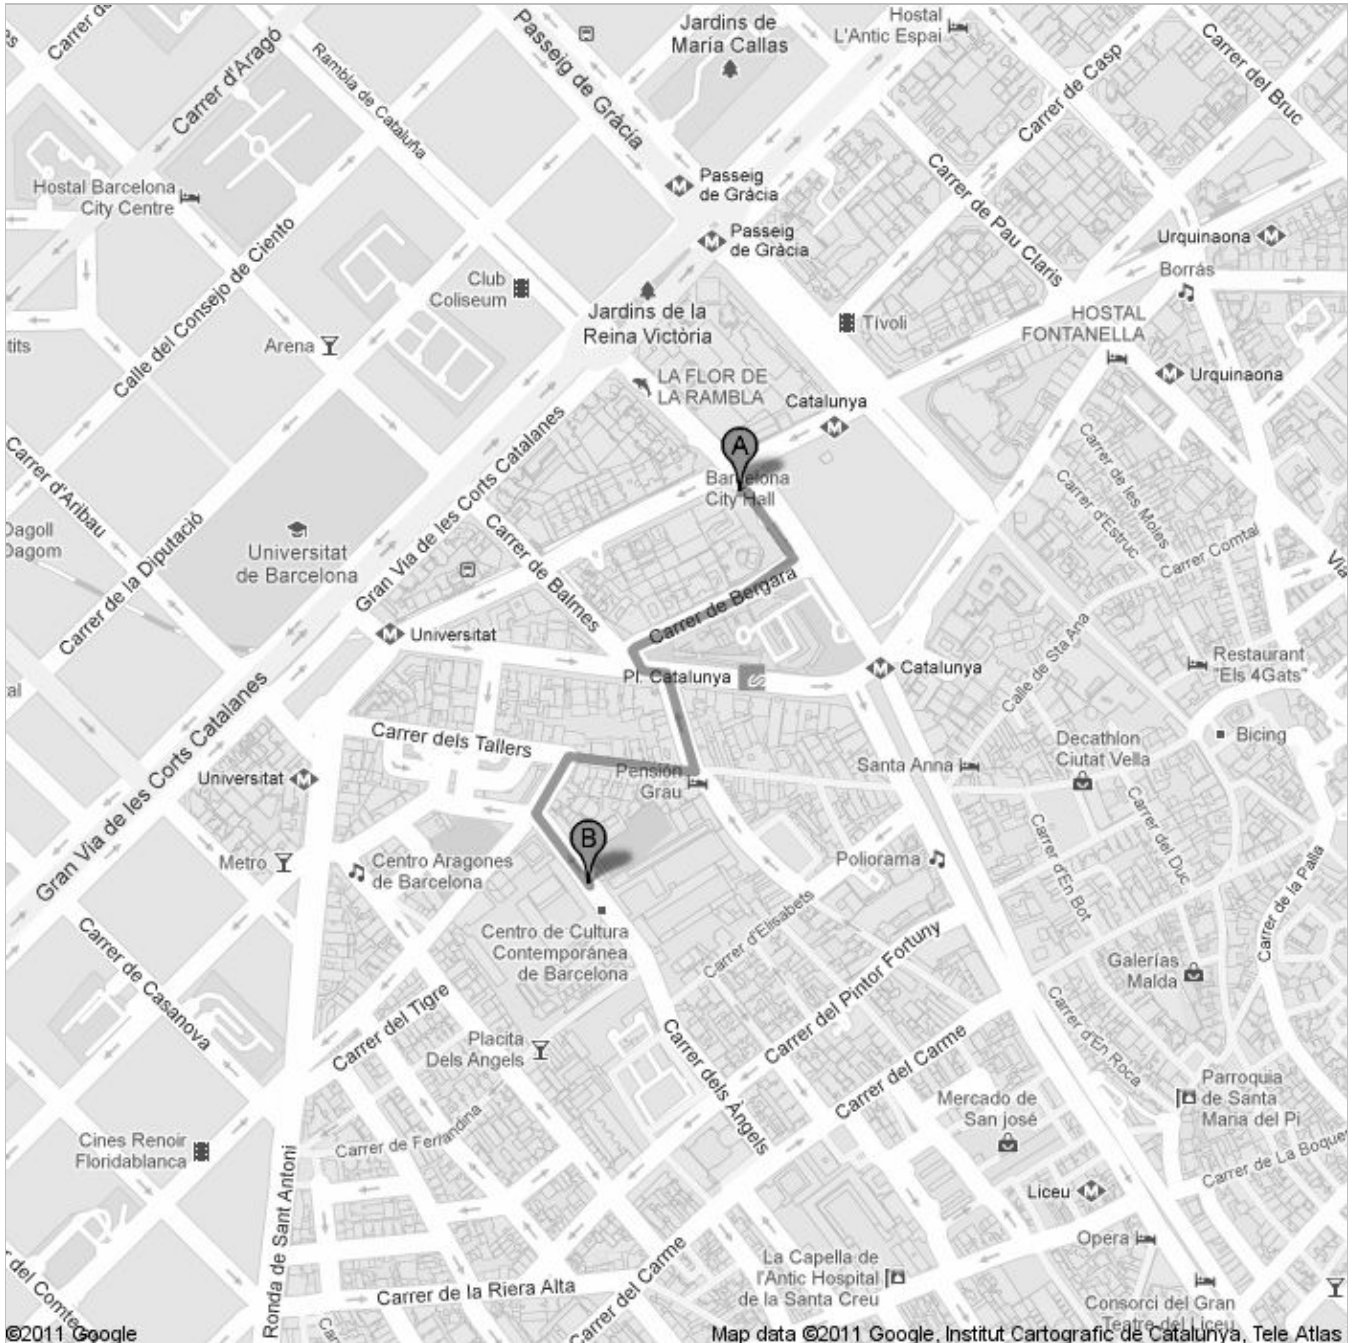 Carrer d'Aragó
Rambla de Cataluña
Passeig de Gràcia
Jardins de
María Callas
Hostal
L'Antic Espai
Carrer de Casp
Carrer del Bruc
Hostal Barcelona
City Centre
M
Passeig
de Gràcia
M
Passeig
de Gràcia
Carrer de Pau Claris
Urquinaona
M
Borrás
Calle del Consejo de Ciento
Club
Coliseum
Jardins de la
Reina Victòria
Tívoli
HOSTAL
FONTANELLA
Arena
tits
M
Urquinaona
LA FLOR DE
LA RAMBLA
Catalunya
M
A
Barcelona
City Hall
Carrer d'Aribau
Dagoll
Dagom
Carrer de la Diputació
Universitat
de Barcelona
Gran Via de les Corts Catalanes
Carrer de Balmes
Carrer de les Moles
Carrer d'Estruc
Carrer Comtal
Via
Carrer de Bergara
M
Universitat
Pl. Catalunya
M
Catalunya
Calle de Sta Ana
Restaurant
"Els 4Gats"
tal
Gran Via de les Corts Catalanes
Carrer dels Tallers
Universitat
M
Pensión
Grau
Santa Anna
Decathlon
Ciutat Vella
Bicing
Metro
Centro Aragones
de Barcelona
B
Poliorama
Carrer d'En Bot
Carrer del Duc
Carrer de la Palla
Carrer de Casanova
Centro de Cultura
Contemporánea
de Barcelona
Carrer d'Elisabets
Carrer del Pintor Fortuny
Galerías
Malda
Carrer del Tigre
Placita
Dels Angels
Carrer dels Àngels
Carrer del Carme
Carrer d'En Roca
Mercado de
San josé
Parroquia
de Santa
Maria del Pi
Cines Renoir
Floridablanca
Carrer de Ferlandina
Ronda de Sant Antoni
Liceu
M
Carrer de La Boquer
Opera
r del Comte
Carrer de la Riera Alta
Carrer del Carme
La Capella de
l'Antic Hospital
de la Santa Creu
Consorci del Gran
Teatre del Liceu
©2011 Google
Map data ©2011 Google, Institut Cartografic de Catalunya, Tele Atlas